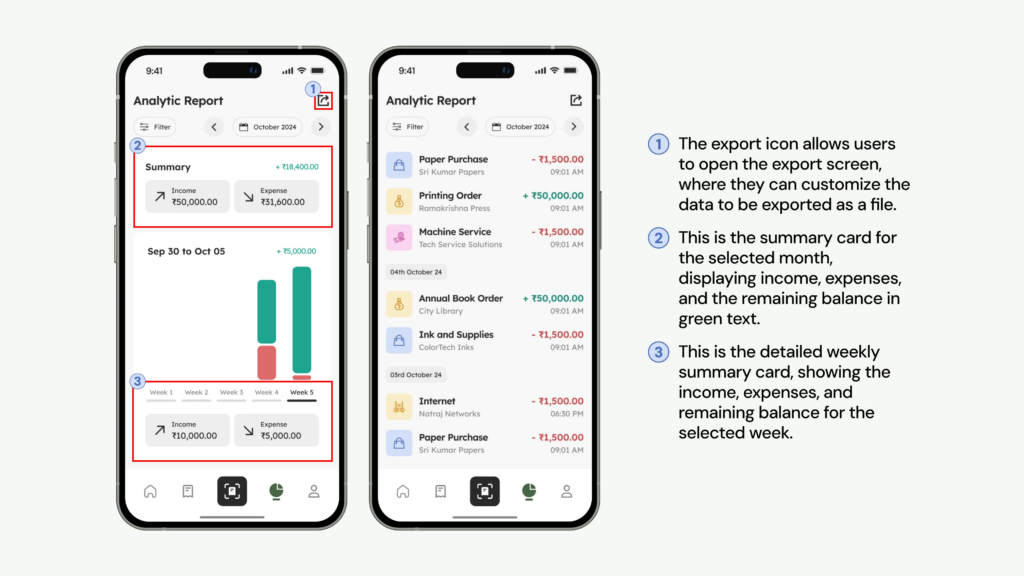 9:41
1
Analytic Report
Filter
October 2024
2
Summary
+ ₹18,400.00
Income
₹50,000.00
Expense
₹31,600.00
Sep 30 to Oct 05
+ ₹5,000.00
3
Week 1 Week 2 Week 3 Week 4 Week 5
Income
₹10,000.00
Expense
₹5,000.00
9:41
Analytic Report
Filter
October 2024
Paper Purchase - ₹1,500.00
Sri Kumar Papers 09:01 AM
Printing Order + ₹50,000.00
Ramakrishna Press 09:01 AM
Machine Service - ₹1,500.00
Tech Service Solutions 09:01 AM
04th October 24
Annual Book Order + ₹50,000.00
City Library 09:01 AM
Ink and Supplies - ₹1,500.00
ColorTech Inks 09:01 AM
03rd October 24
Internet - ₹1,500.00
Natraj Networks 06:30 PM
Paper Purchase - ₹1,500.00
Sri Kumar Papers 09:01 AM
1 The export icon allows users
to open the export screen,
where they can customize the
data to be exported as a file.
2 This is the summary card for
the selected month,
displaying income, expenses,
and the remaining balance in
green text.
3 This is the detailed weekly
summary card, showing the
income, expenses, and
remaining balance for the
selected week.